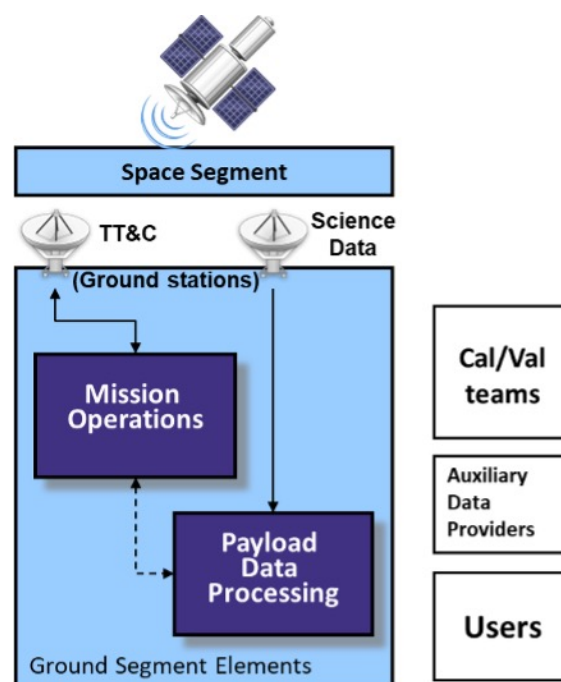 Space Segment
TT&C
Science
Data
(Ground stations)
Mission
Operations
Payload
Data
Processing
Ground Segment Elements
Cal/Val
teams
Auxiliary
Data
Providers
Users